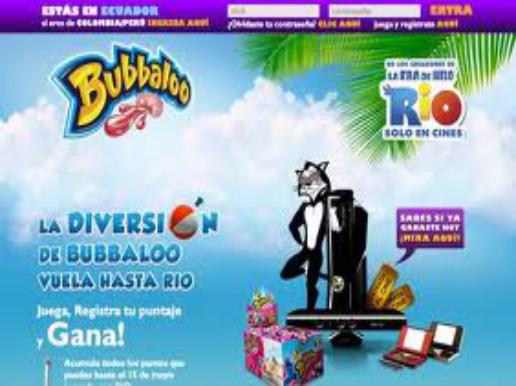 ESTÁS EN ECUADOR
si eres de COLOMBIA/PERÚ INGRESA AQUÍ
contraseña
ENTRA
¿Olvidaste tu contraseña? CLIC AQUÍ
juega y regístrate AQUÍ
Bubbaloo
DE LOS CREADORES DE
LA ERA DE HIELO
RIO
SOLO EN CINES
LA DIVERSIÓN
DE BUBBALOO
VUELA HASTA RIO
SABES SI YA
GANASTE HOY
¡MIRA AQUÍ!
Juega, Registra tu puntaje
y Gana!
Acumula todos los puntos que
puedas hasta el 15 de mayo